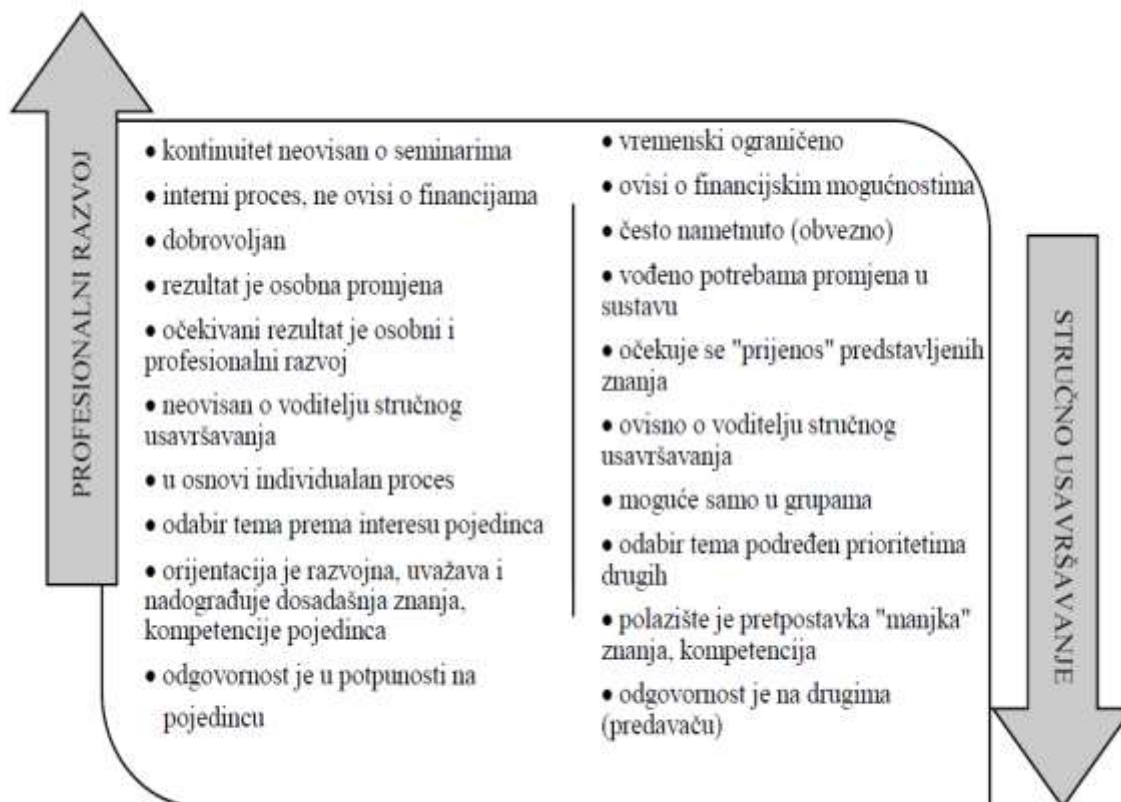 PROFESIONALNI RAZVOJ
• kontinuitet neovisan o seminarima
• interni proces, ne ovisi o financijama
• dobrovoljan
• rezultat je osobna promjena
• očekivani rezultat je osobni i
profesionalni razvoj
• neovisan o voditelju stručnog
usavršavanja
• u osnovi individualan proces
• odabir tema prema interesu pojedinca
• orijentacija je razvojna, uvažava i
nadograđuje dosadašnja znanja,
kompetencije pojedinca
• odgovornost je u potpunosti na
pojedincu
• vremenski ograničeno
• ovisi o financijskim mogućnostima
• često nametnuto (obvezno)
• vođeno potrebama promjena u
sustavu
• očekuje se "prijenos" predstavljenih
znanja
• ovisno o voditelju stručnog
usavršavanja
• moguće samo u grupama
• odabir tema podređen prioritetima
drugih
• polazište je pretpostavka "manjka"
znanja, kompetencija
• odgovornost je na drugima
(predavaču)
STRUČNO USAVRŠAVANJE